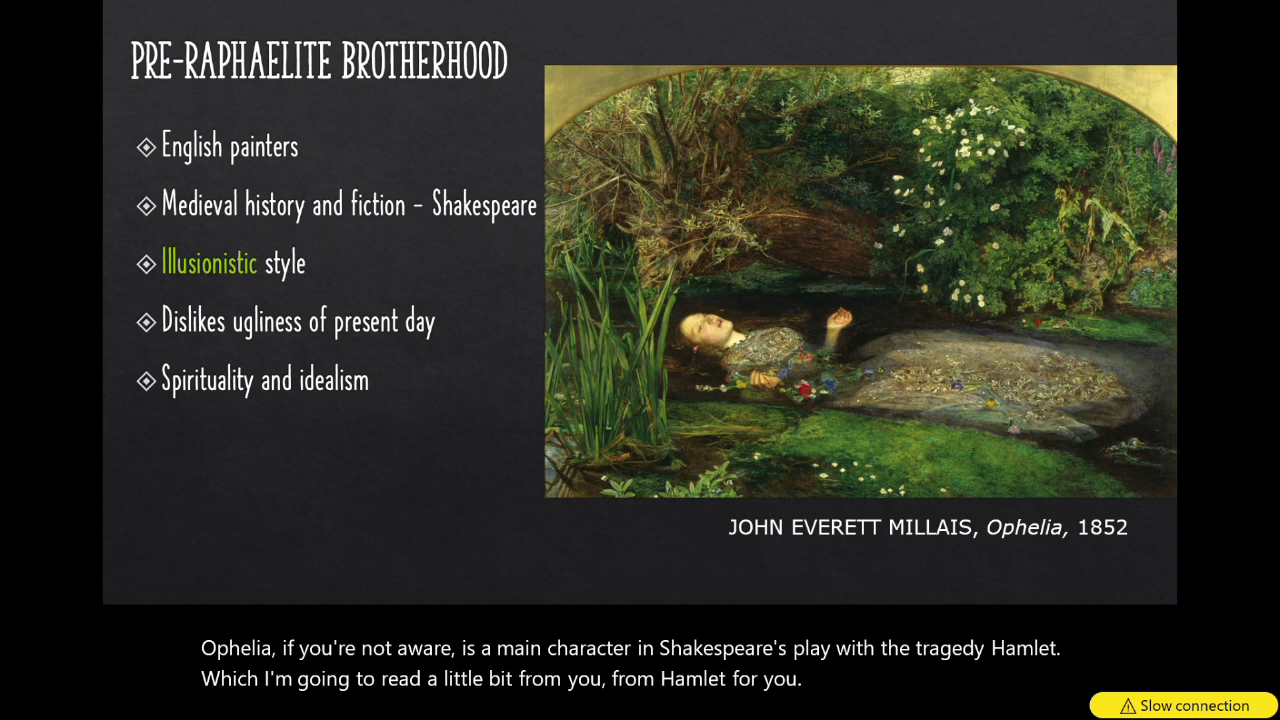 PRE-RAPHAELITE BROTHERHOOD
English painters
Medieval history and fiction - Shakespeare
Illusionistic style
Dislikes ugliness of present day
Spirituality and idealism
JOHN EVERETT MILLAIS, Ophelia, 1852
Ophelia, if you're not aware, is a main character in Shakespeare's play with the tragedy Hamlet.
Which I'm going to read a little bit from you, from Hamlet for you.
Slow connection